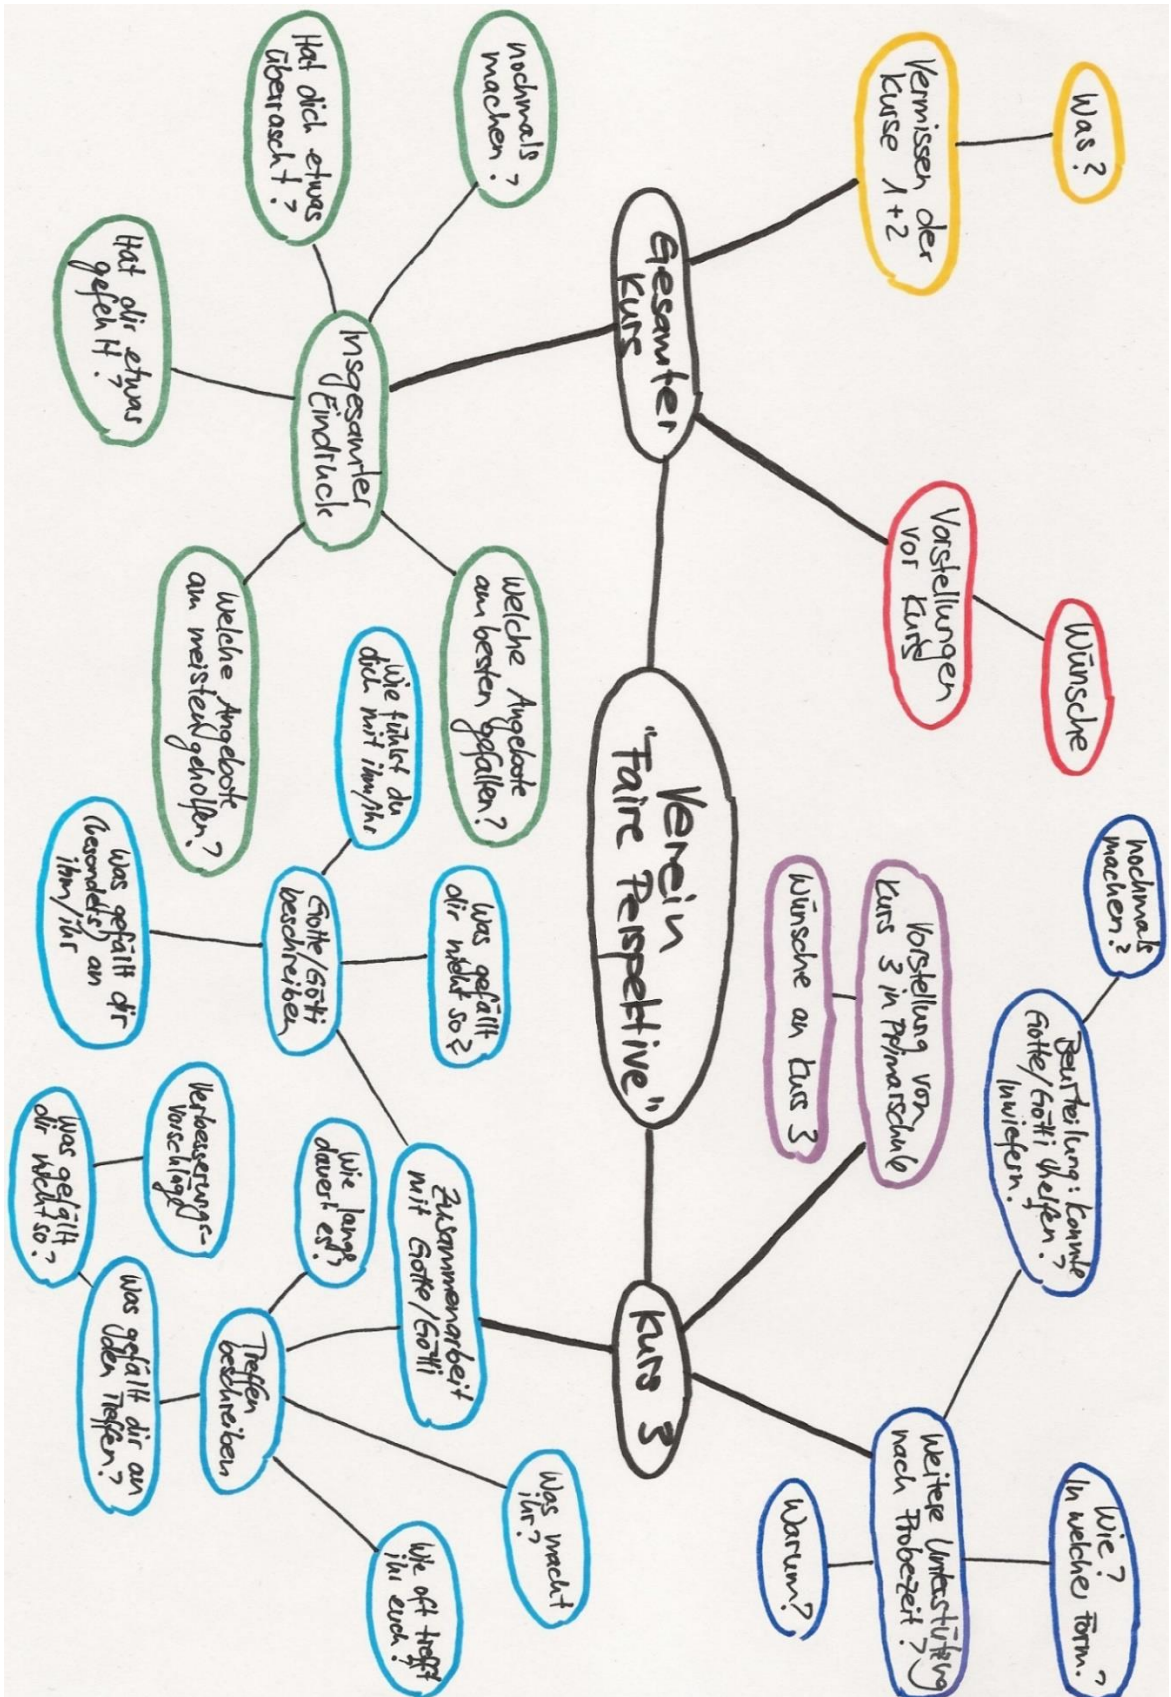 Was?
Vermissen der
Kurse 1+2
nochmals
machen?
Hat dich etwas
überrascht?
Hat dir etwas
gefehlt?
Gesamter
Kurs
Insgesamter
Eindruck
Vorstellungen
vor Kurs
Wünsche
Welche Angebote
am besten gefallen?
Welche Angebote
am meisten geholfen?
Verein
"Faire Perspektive"
Wie fühlst du
dich mit ihm/ihr
Gotte/Götti
beschreiben
Was gefällt
dir nicht so?
Was gefällt dir
(besonders) an
ihm/ihr
nochmals
machen?
Beurteilung: konnte
Gotte/Götti helfen?
Inwiefern.
Vorstellung von
Kurs 3 in Primarschule
Wünsche an Kurs 3
Kurs 3
Zusammenarbeit
mit Gotte/Götti
Wie lange
dauert es?
Verbesserungs-
vorschläge
Was gefällt
dir nicht so?
Was gefällt dir an
den Treffen?
Treffen
beschreiben
Was macht
ihr?
Wie oft trefft
ihr euch?
Weitere Unterstützung
nach Probezeit?
Wie?
In welcher Form?
Warum?